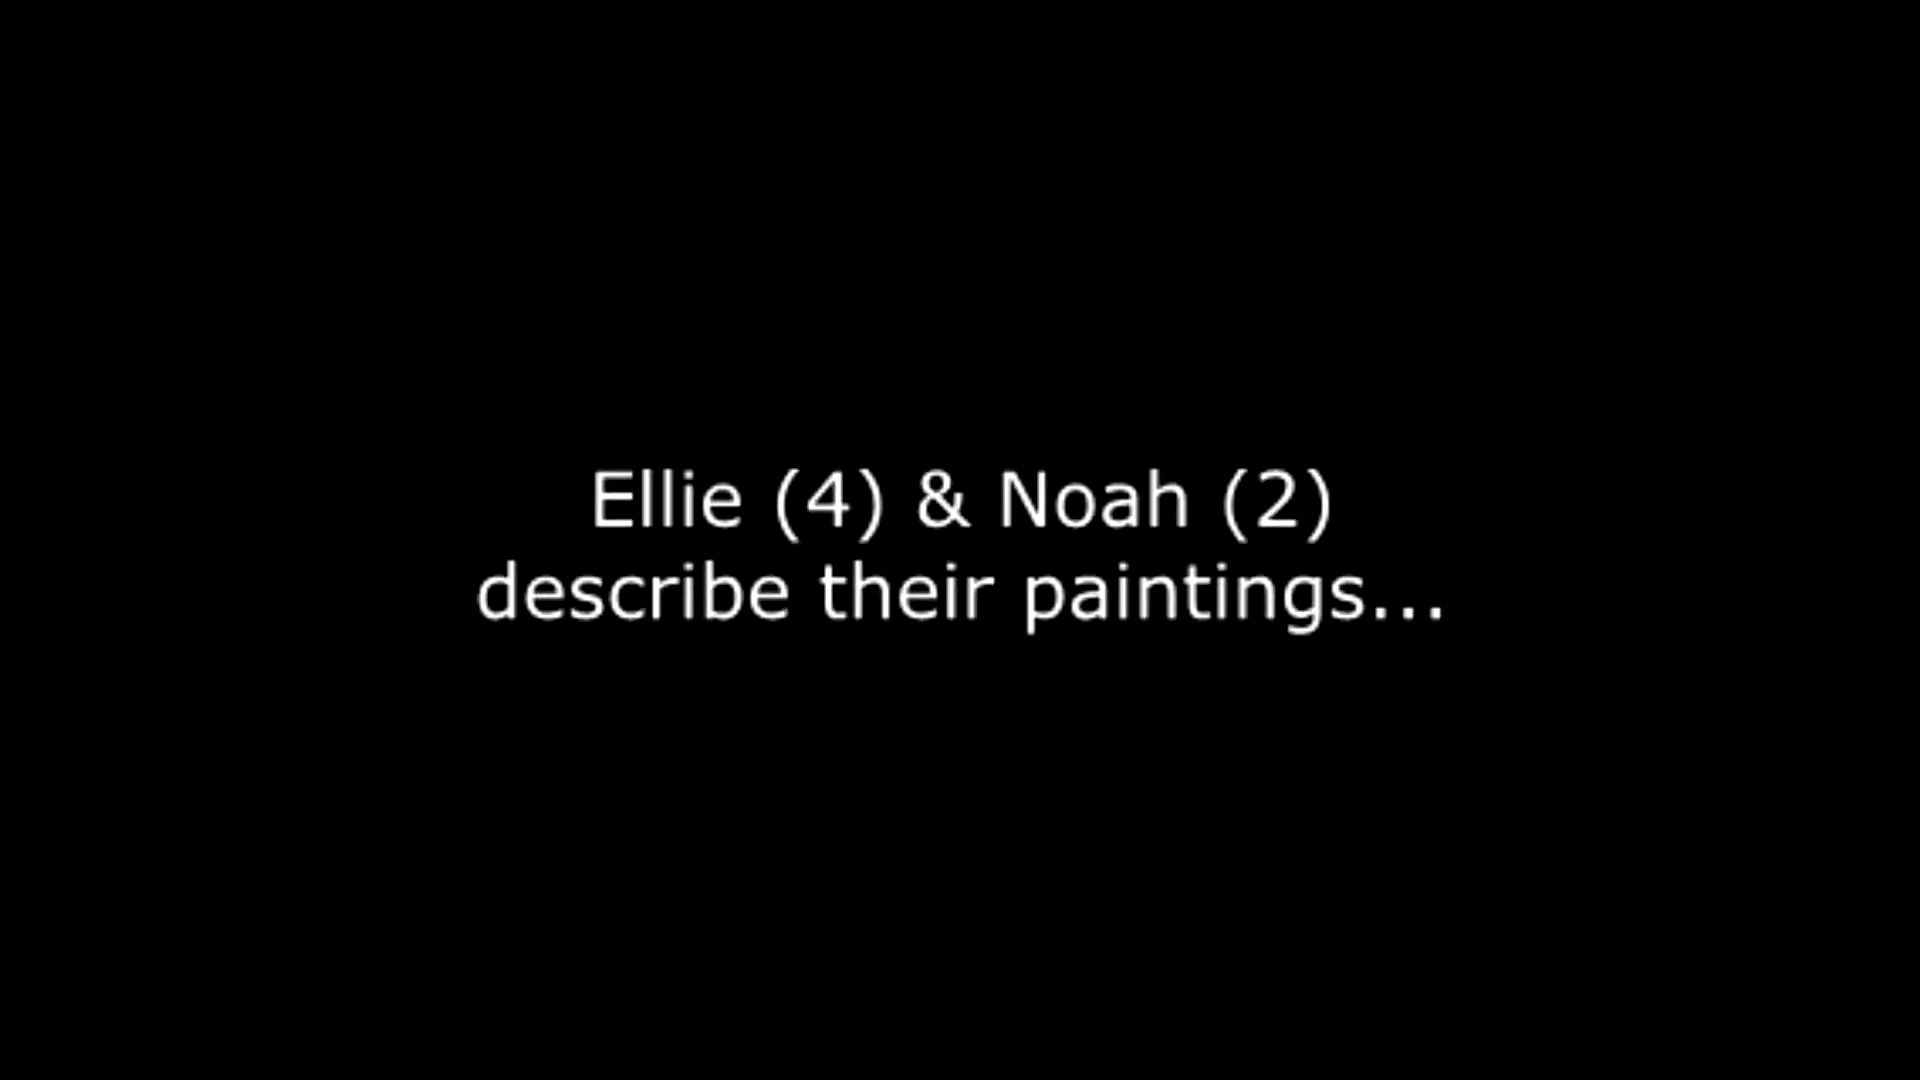 Ellie (4) & Noah (2)
describe their paintings...